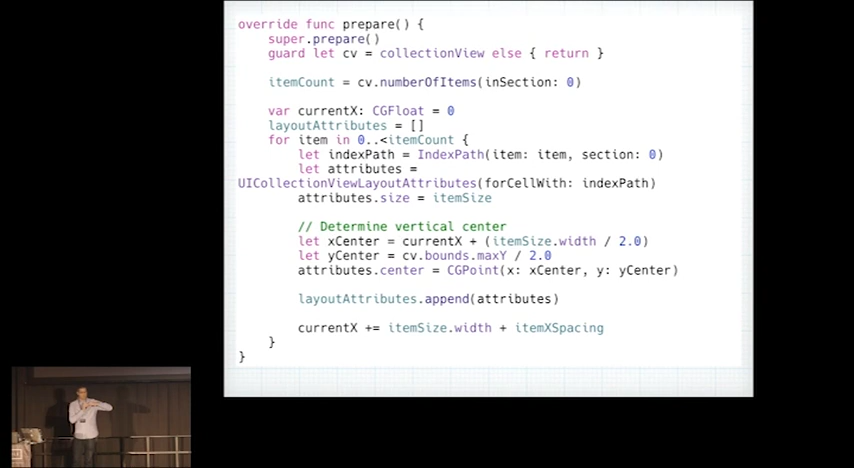 override func prepare() {
super.prepare()
guard let cv = collectionView else { return }
itemCount = cv.numberOfItems(inSection: 0)
var currentX: CGFloat = 0
layoutAttributes = []
for item in 0..<itemCount {
let indexPath = IndexPath(item: item, section: 0)
let attributes =
UICollectionViewLayoutAttributes(forCellWith: indexPath)
attributes.size = itemSize
// Determine vertical center
let xCenter = currentX + (itemSize.width / 2.0)
let yCenter = cv.bounds.maxY / 2.0
attributes.center = CGPoint(x: xCenter, y: yCenter)
layoutAttributes.append(attributes)
currentX += itemSize.width + itemXSpacing
}
}